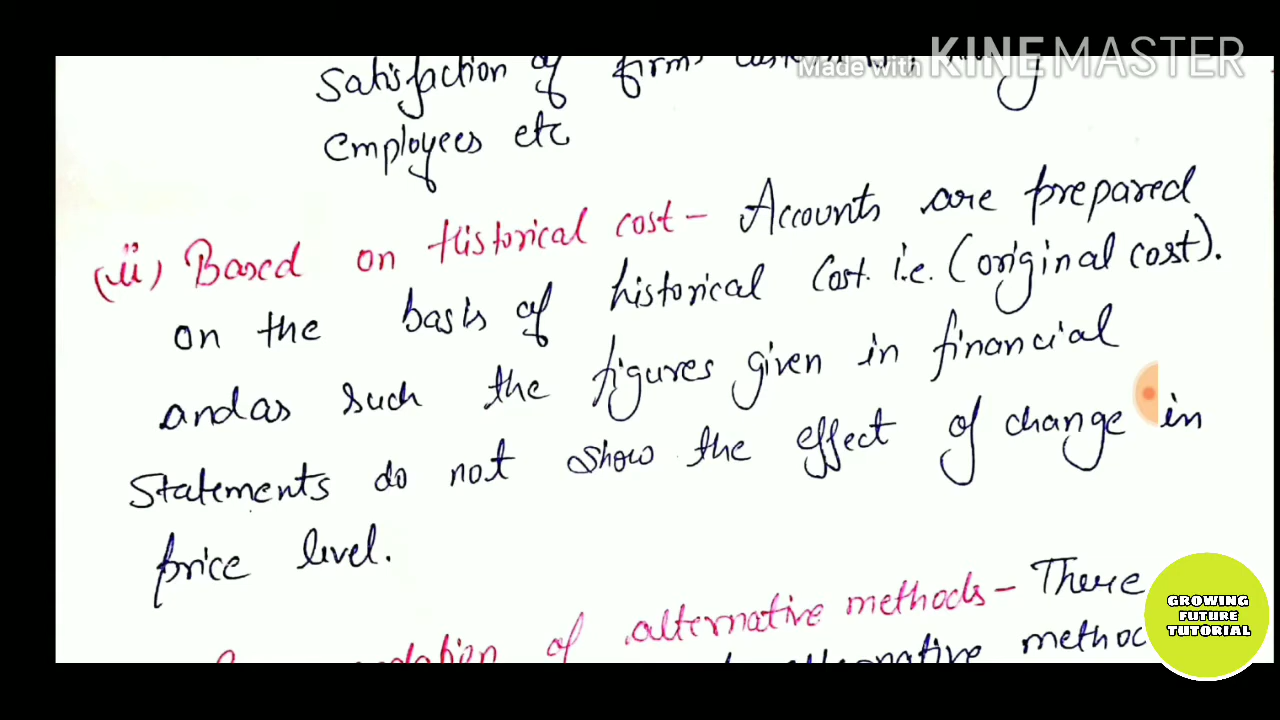 Made with KINEMASTER
Satisfaction of firms
employees etc
(ii) Based on Historical cost - Accounts are prepared
on the basis of historical cost. i.e. (original cost).
and as such the figures given in financial
statements do not show the effect of change in
price level.
of alternative methods - There
alternative
GROWING
FUTURE
TUTORIAL